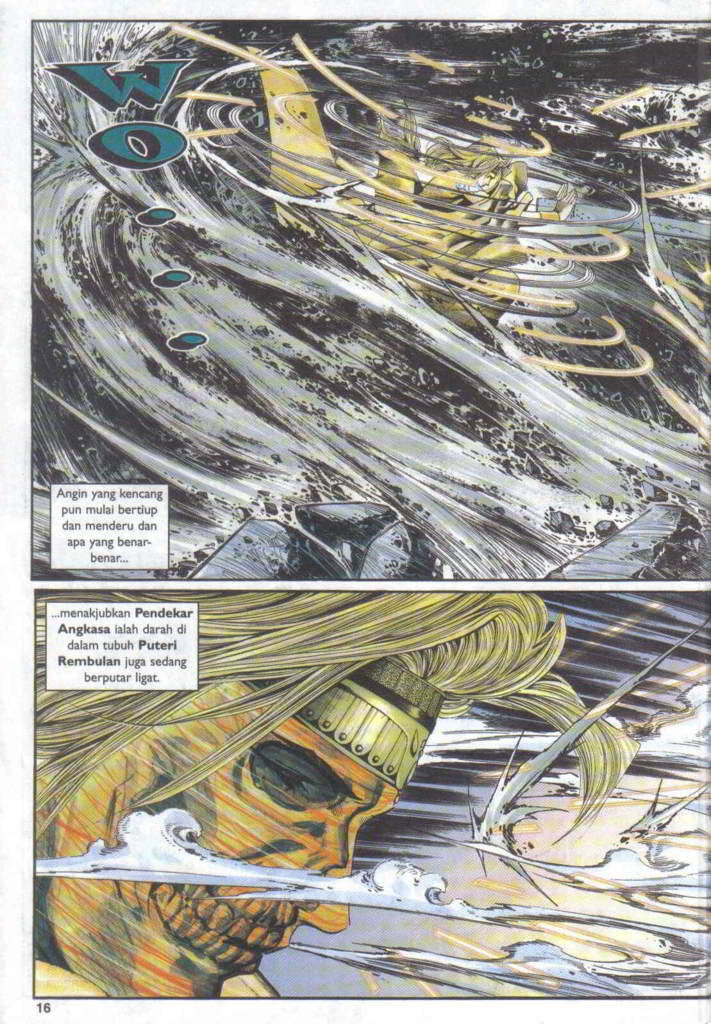 WO....
Angin yang kencang
pun mulai bertiup
dan menderu dan
apa yang benar-
benar...
...menakjubkan Pendekar
Angkasa ialah darah di
dalam tubuh Puteri
Rembulan juga sedang
berputar ligat.
16